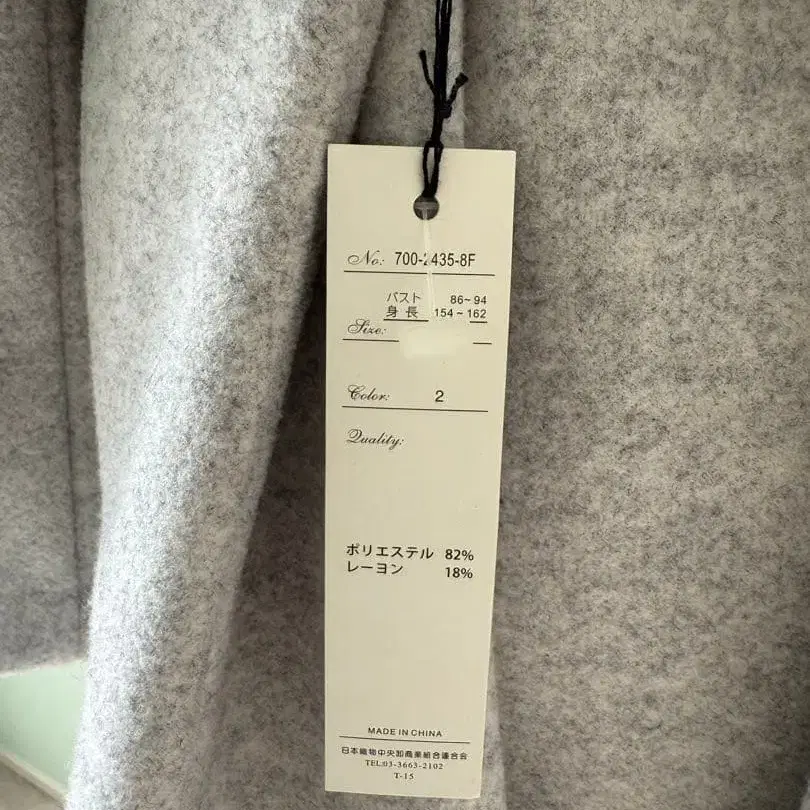 No: 700-2435-8F
バスト 86~94
身長 154~162
Size:
Color: 2
Quality:
ポリエステル 82%
レーヨン 18%
MADE IN CHINA
日本織物中央卸商業組合連合会
TEL:03-3663-2102
T-15